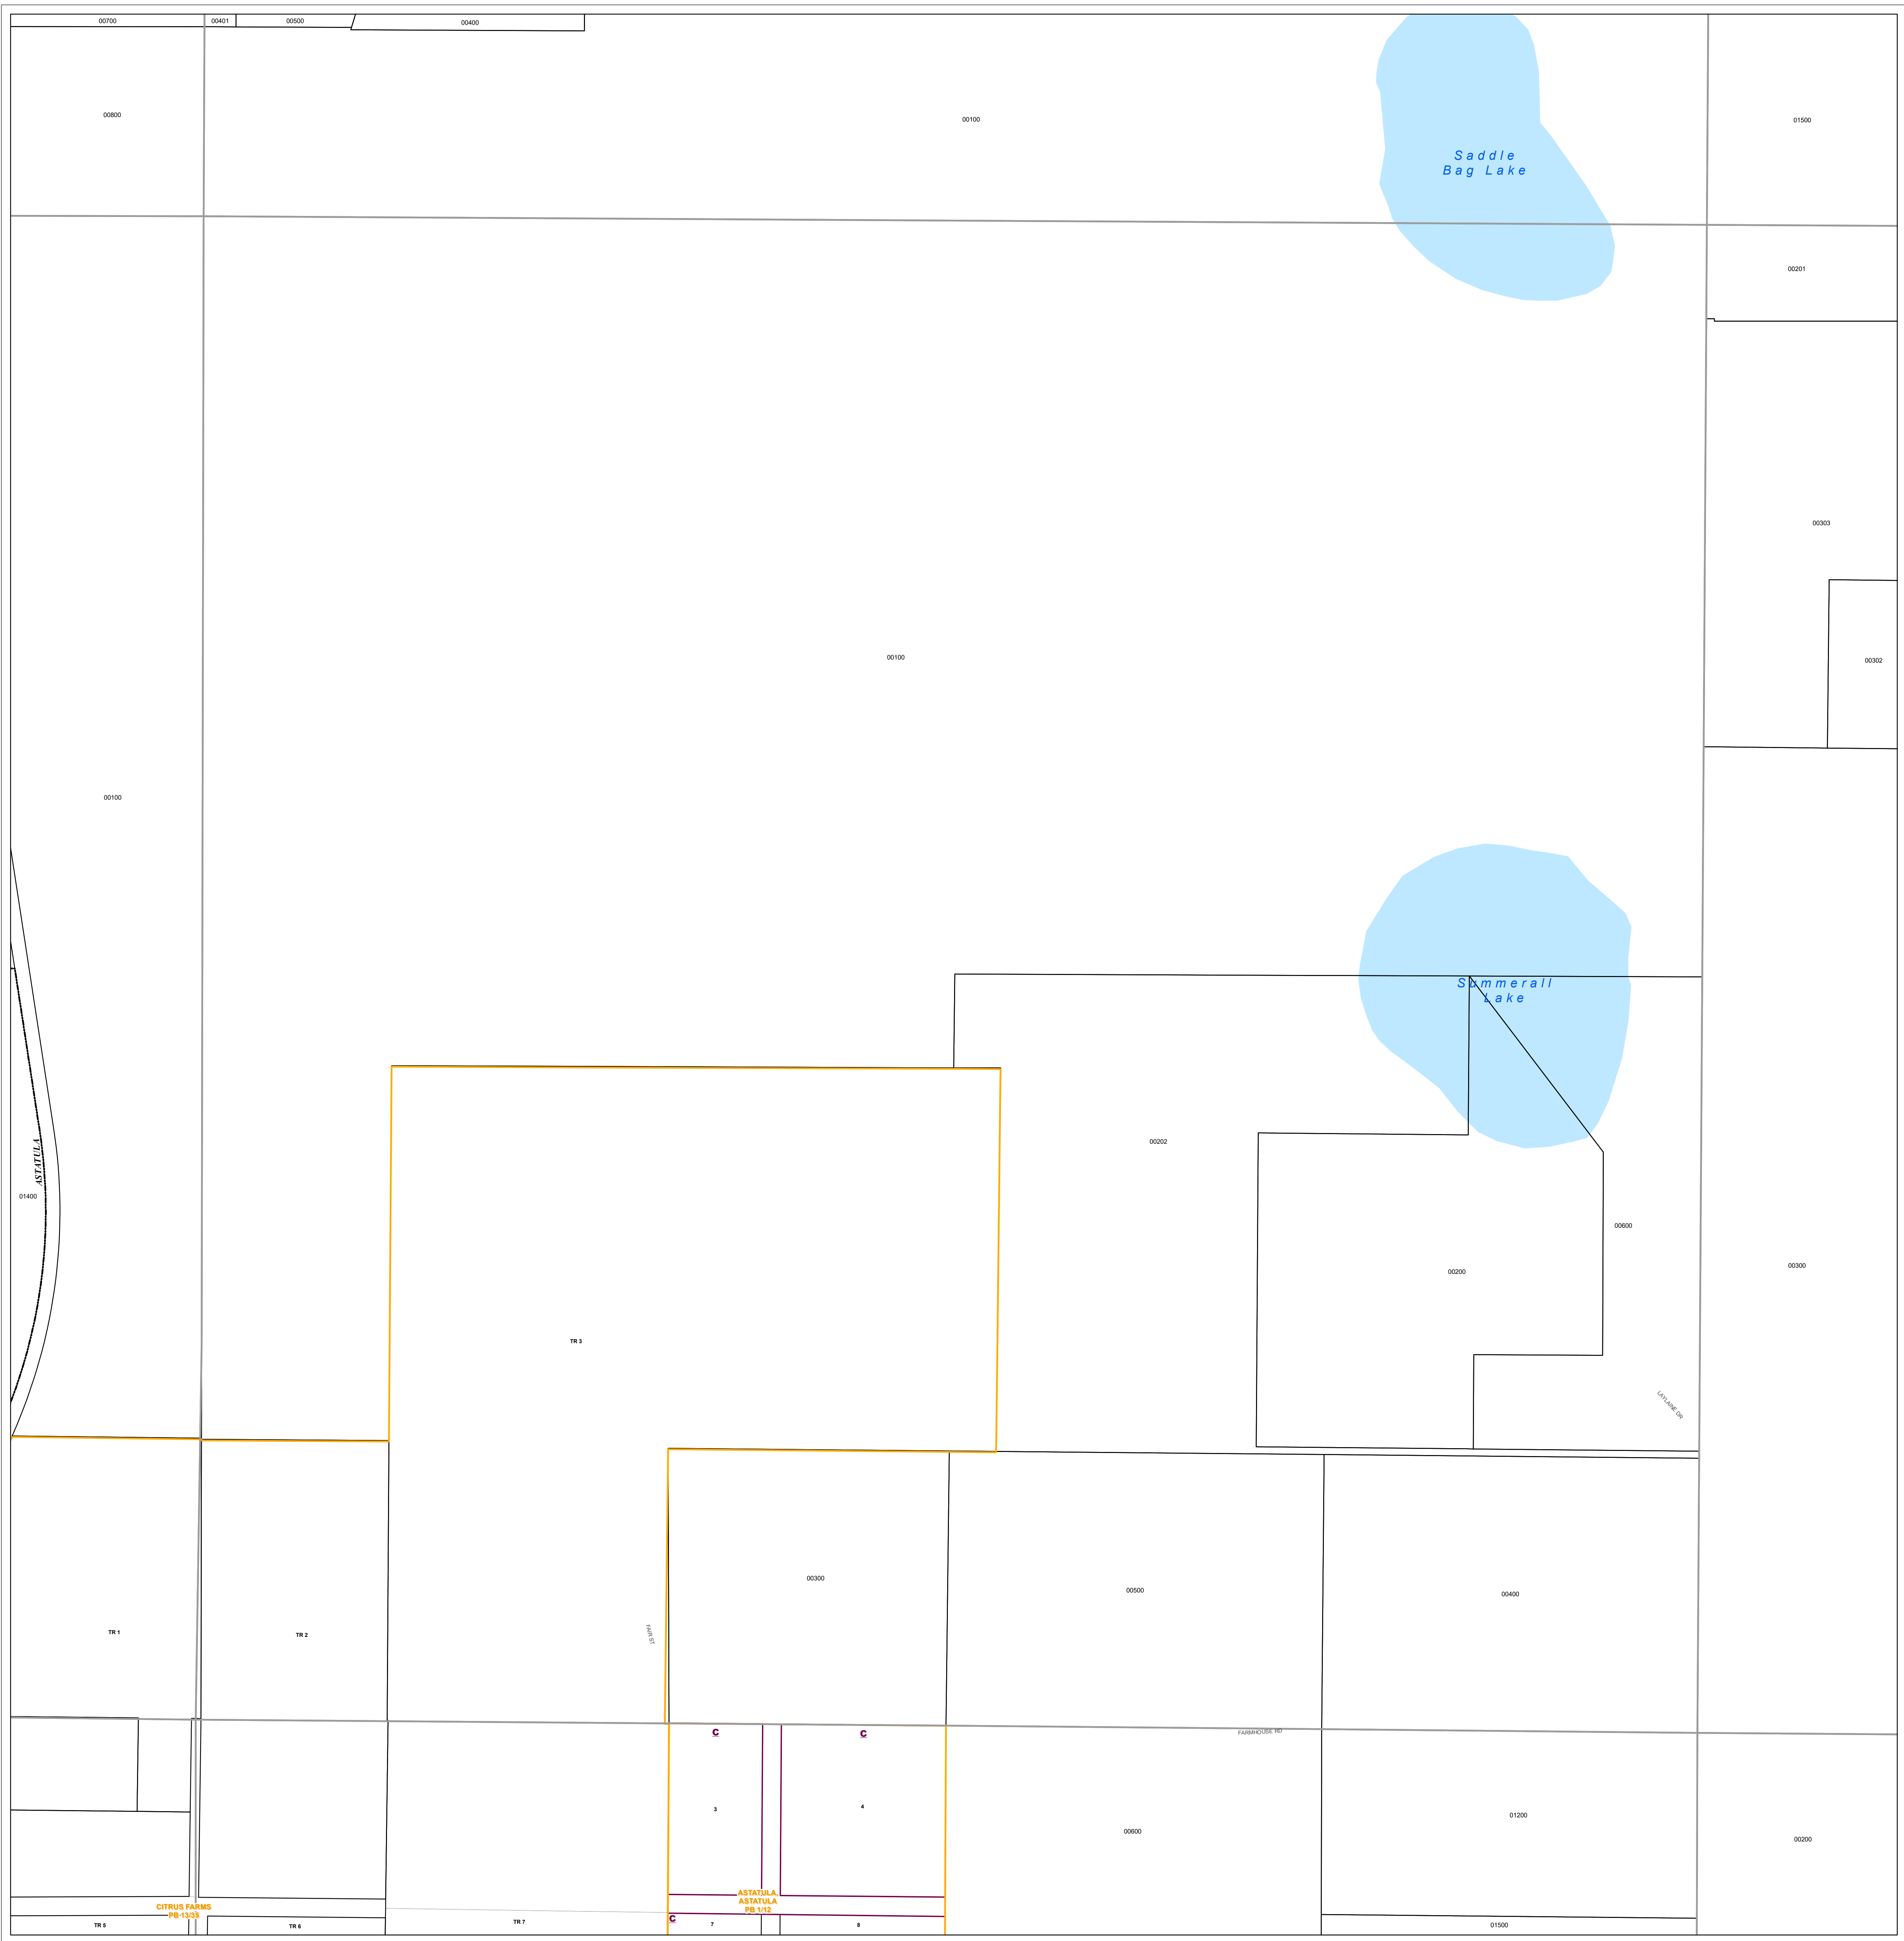 00700
00401
00500
00400
00800
00100
01500
Saddle
Bag Lake
00201
00303
00100
00302
00100
Summerall
Lake
ASTATULA
00202
01400
00600
00300
00200
TR 3
LAYLAINE DR
00300
00500
00400
FAIR ST
TR 1
TR 2
C
C
FARMHOUSE RD
3
4
01200
00600
00200
ASTATULA,
ASTATULA
PB 1/12
CITRUS FARMS
PB 13/35
C
TR 5
TR 6
TR 7
7
8
01500